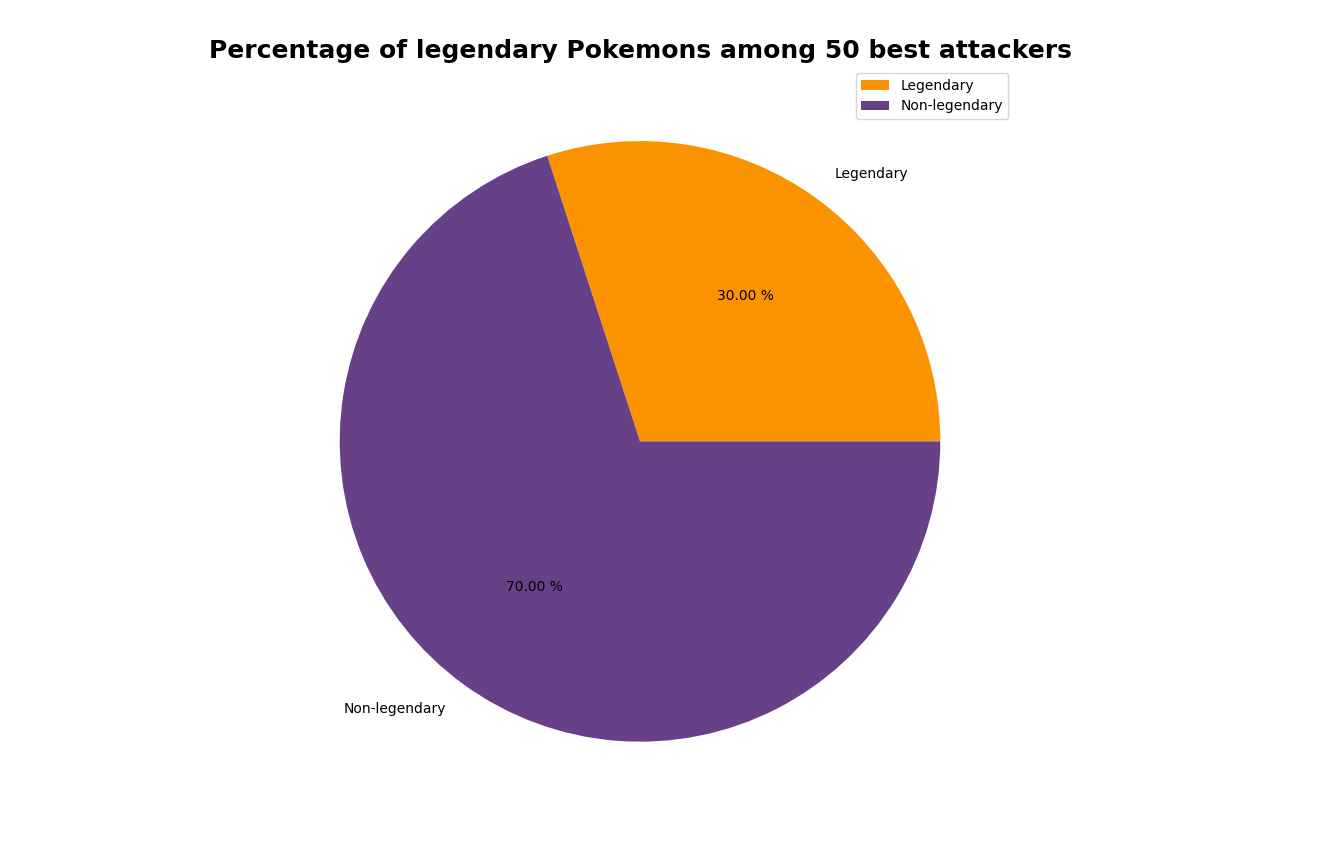 Percentage of legendary Pokemons among 50 best attackers
Legendary
Non-legendary
Legendary
30.00 %
70.00 %
Non-legendary